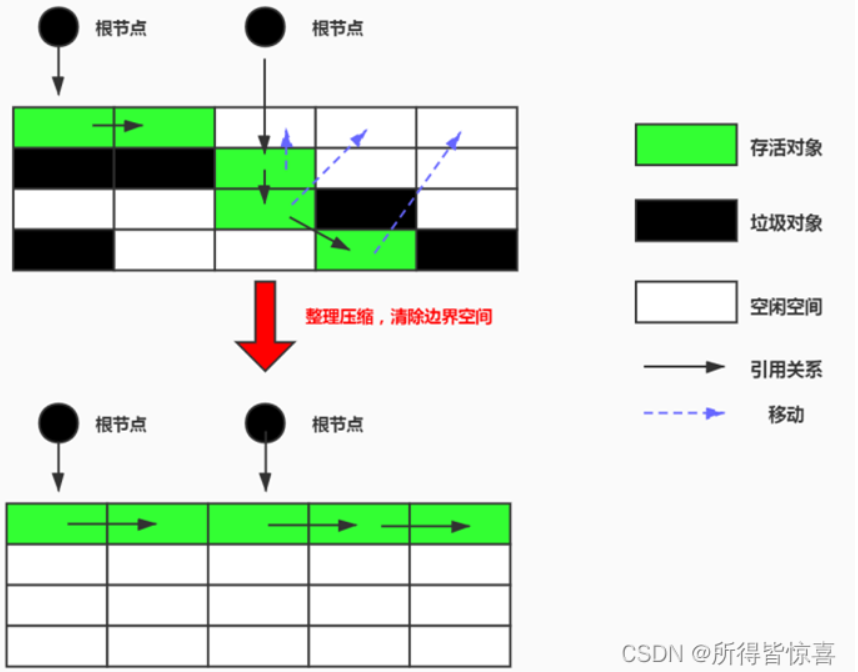 根节点
根节点
存活对象
垃圾对象
空闲空间
整理压缩，清除边界空间
引用关系
移动
根节点
根节点
CSDN @所得皆惊喜